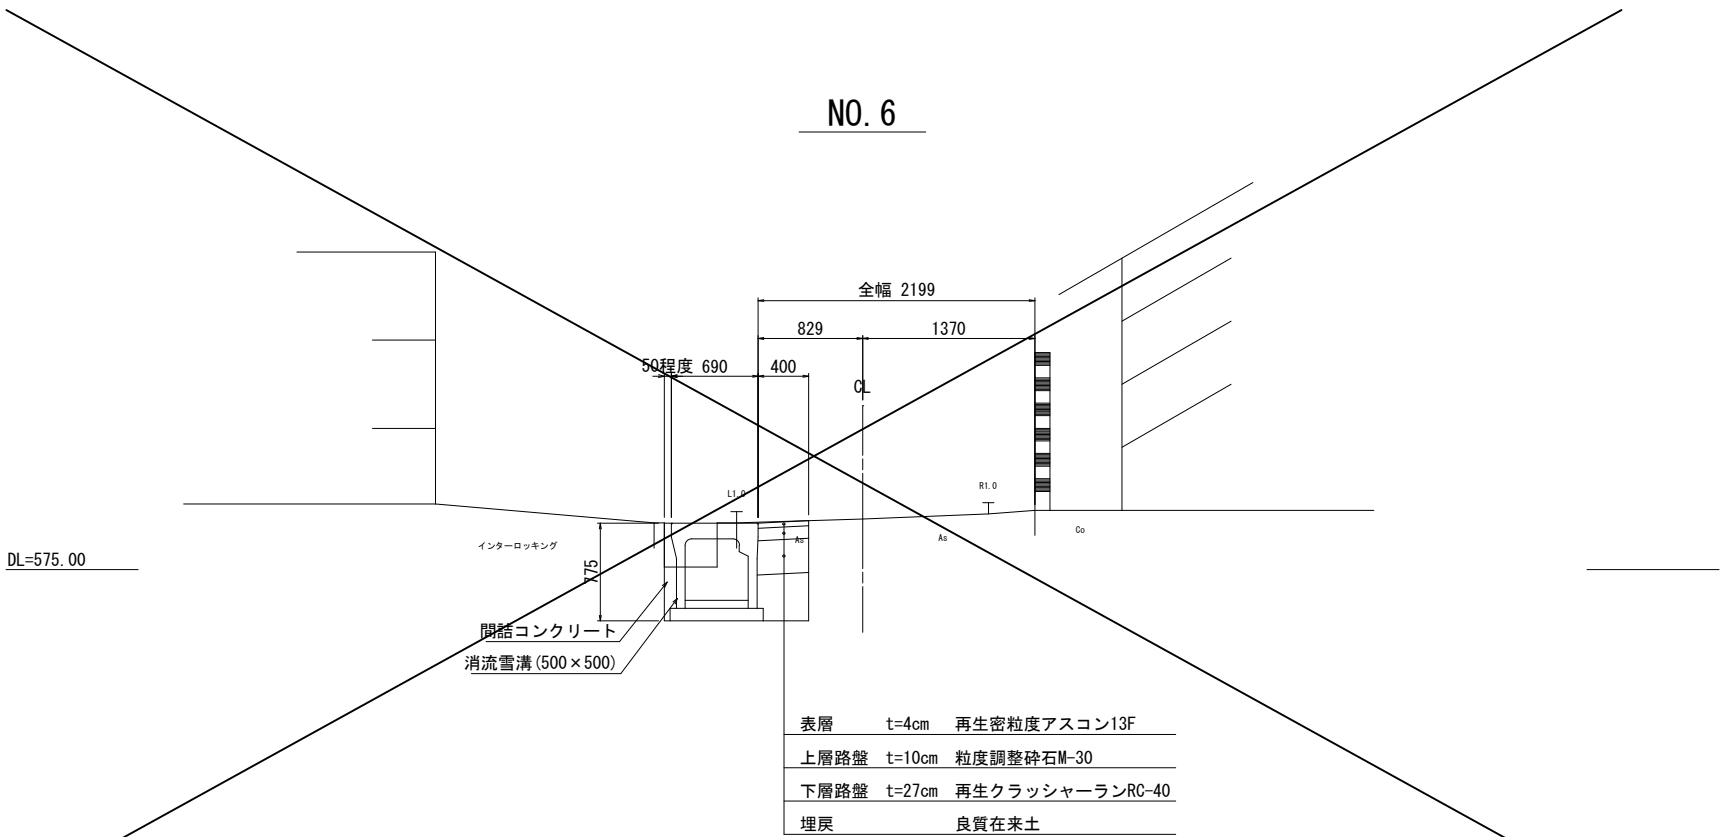 NO. 6
全幅 2199
829 1370
50程度 690 400
CL
L1.0
R1.0
インターロッキング
As
As
Co
DL=575.00
775
間詰コンクリート
消流雪溝(500×500)
表層 t=4cm 再生密粒度アスコン13F
上層路盤 t=10cm 粒度調整砕石M-30
下層路盤 t=27cm 再生クラッシャーランRC-40
埋戻 良質在来土